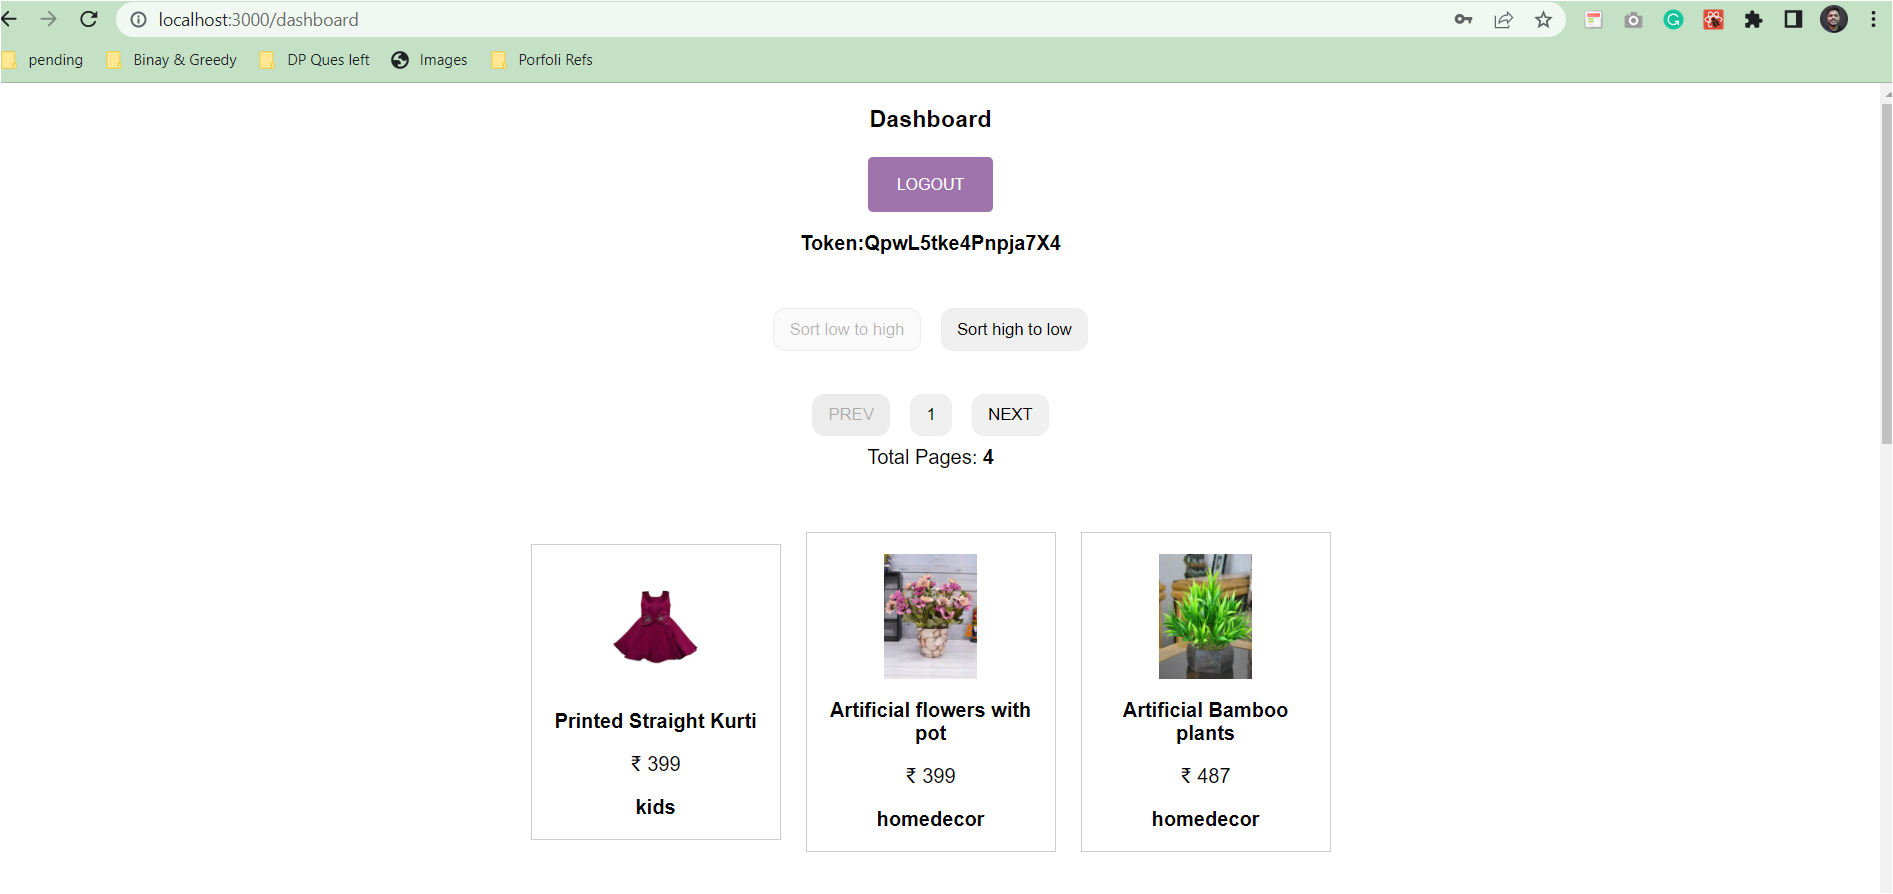 localhost:3000/dashboard
pending Binay & Greedy DP Ques left Images Porfoli Refs
Dashboard
LOGOUT
Token:QpwL5tke4Pnpja7X4
Sort low to high Sort high to low
PREV 1 NEXT
Total Pages: 4
Printed Straight Kurti
₹ 399
kids
Artificial flowers with
pot
₹ 399
homedecor
Artificial Bamboo
plants
₹ 487
homedecor